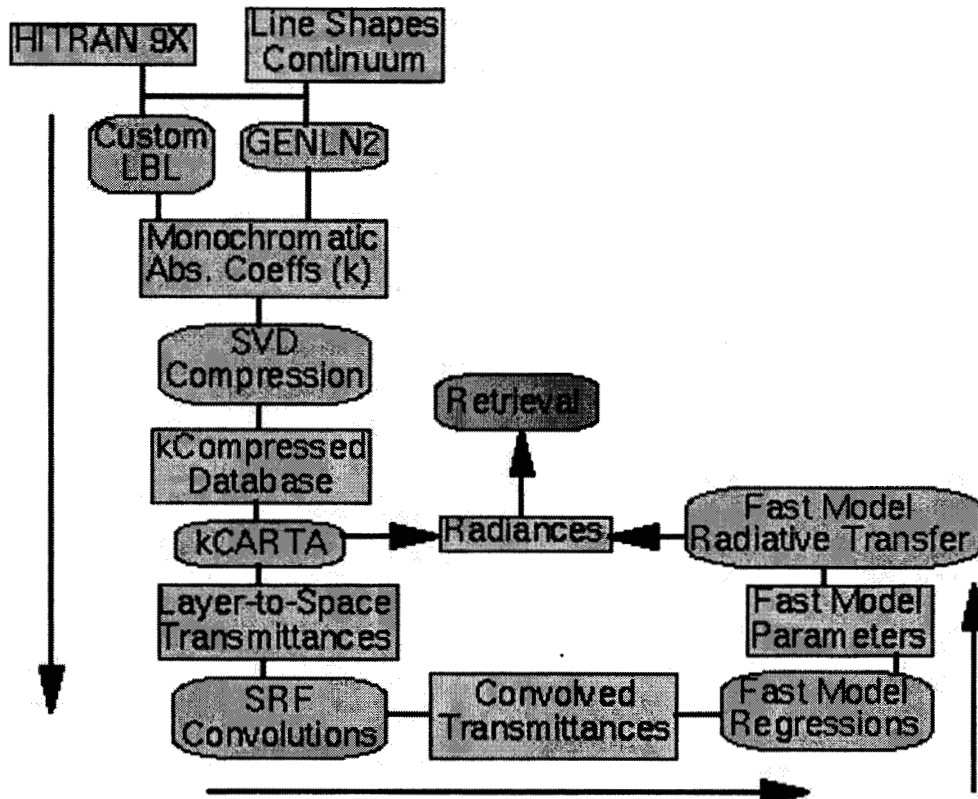 HITRAN 9X
Line Shapes
Continuum
Custom
LBL
GENLN2
Monochromatic
Abs. Coeffs (k)
SVD
Compression
Retrieval
kCompressed
Database
kCARTA
Radiances
Fast Model
Radiative Transfer
Layer-to-Space
Transmittances
Fast Model
Parameters
SRF
Convolutions
Convolved
Transmittances
Fast Model
Regressions